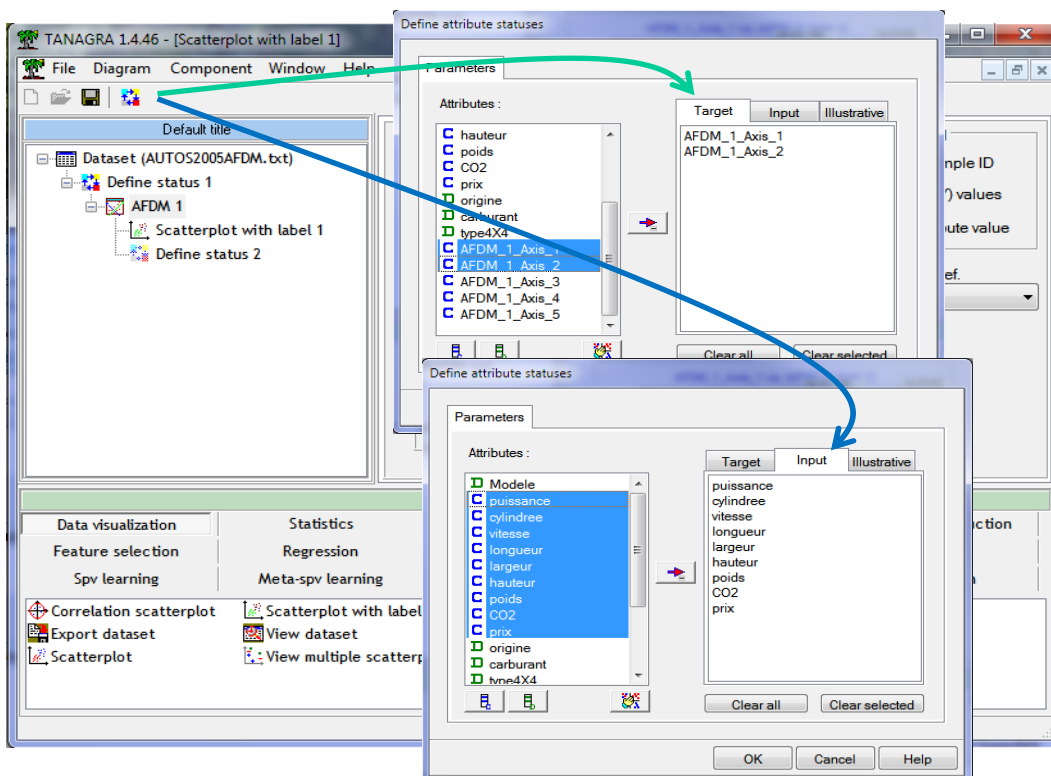 TANAGRA 1.4.46 - [Scatterplot with label 1]
File Diagram Component Window Help
Default title
Dataset (AUTOS2005AFDM.txt)
Define status 1
AFDM 1
Scatterplot with label 1
Define status 2
Define attribute statuses
Parameters
Attributes :
hauteur
poids
CO2
prix
origine
carburant
type4X4
AFDM_1_Axis_1
AFDM_1_Axis_2
AFDM_1_Axis_3
AFDM_1_Axis_4
AFDM_1_Axis_5
Target Input Illustrative
AFDM_1_Axis_1
AFDM_1_Axis_2
Clear all Clear selected
mple ID
) values
ute value
ef.
Define attribute statuses
Parameters
Attributes :
Modele
puissance
cylindree
vitesse
longueur
largeur
hauteur
poids
CO2
prix
origine
carburant
type4X4
Target Input Illustrative
puissance
cylindree
vitesse
longueur
largeur
hauteur
poids
CO2
prix
Clear all Clear selected
OK Cancel Help
Data visualization Statistics
ction
Feature selection Regression
Spv learning Meta-spv learning
Correlation scatterplot Scatterplot with label
Export dataset View dataset
Scatterplot View multiple scatterp